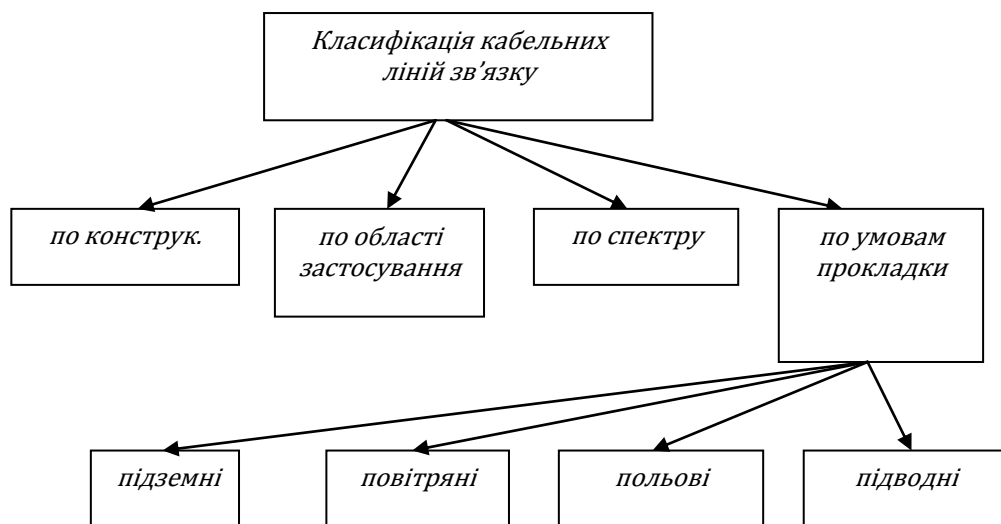 Класифікація кабельних
ліній зв'язку
по конструк.
по області
застосування
по спектру
по умовам
прокладки
підземні
повітряні
польові
підводні